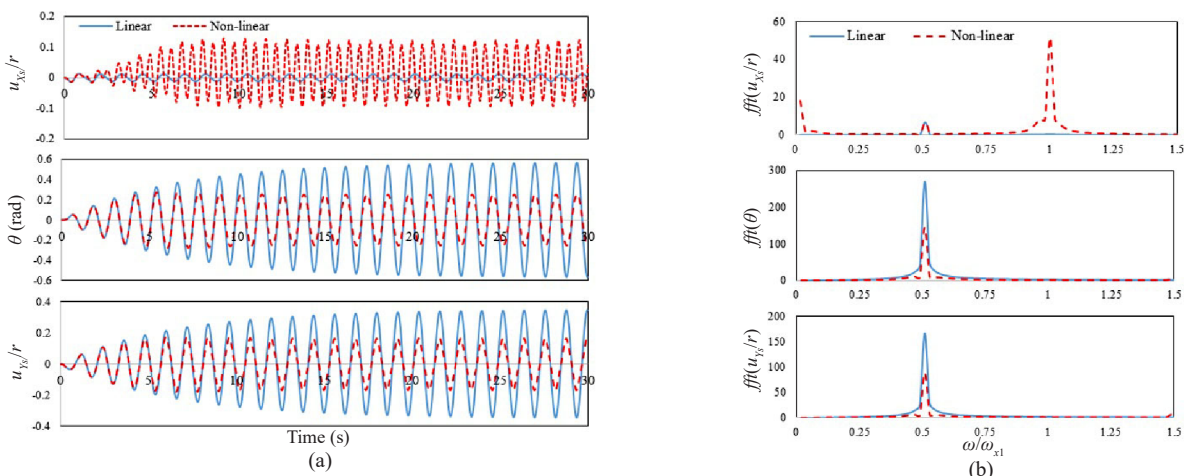 Linear Non-linear
0.2
0.1
0
-0.1
-0.2
0 5 10 15 20 25 30
u_Xs/r
0.6
0.4
0.2
0
-0.2
-0.4
-0.6
0 5 10 15 20 25 30
θ (rad)
0.4
0.2
0
-0.2
-0.4
0 5 10 15 20 25 30
u_Ys/r
Time (s)
(a)
Linear Non-linear
60
40
20
0
0 0.25 0.5 0.75 1 1.25 1.5
fft(u_Xs/r)
300
200
100
0
0 0.25 0.5 0.75 1 1.25 1.5
fft(θ)
200
150
100
50
0
0 0.25 0.5 0.75 1 1.25 1.5
fft(u_Ys/r)
ω/ω_x1
(b)